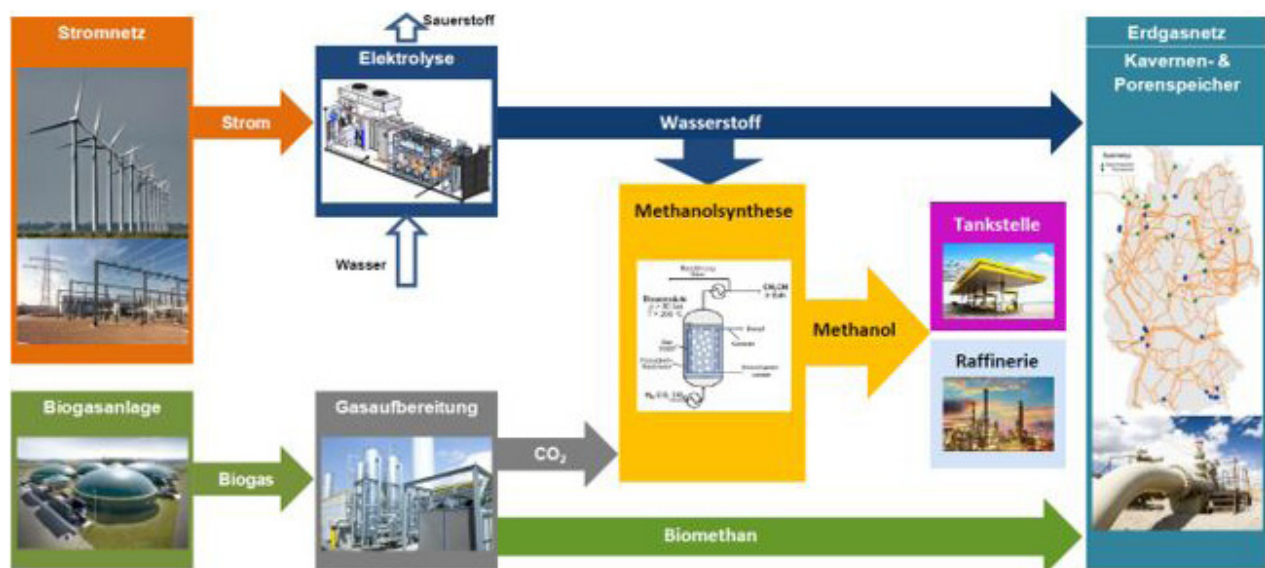 Stromnetz
Sauerstoff
Elektrolyse
Erdgasnetz
Kavernen- &
Porenspeicher
Strom
Wasserstoff
Wasser
Methanolsynthese
Tankstelle
Methanol
Raffinerie
Biogasanlage
Gasaufbereitung
Biogas
CO₂
Biomethan